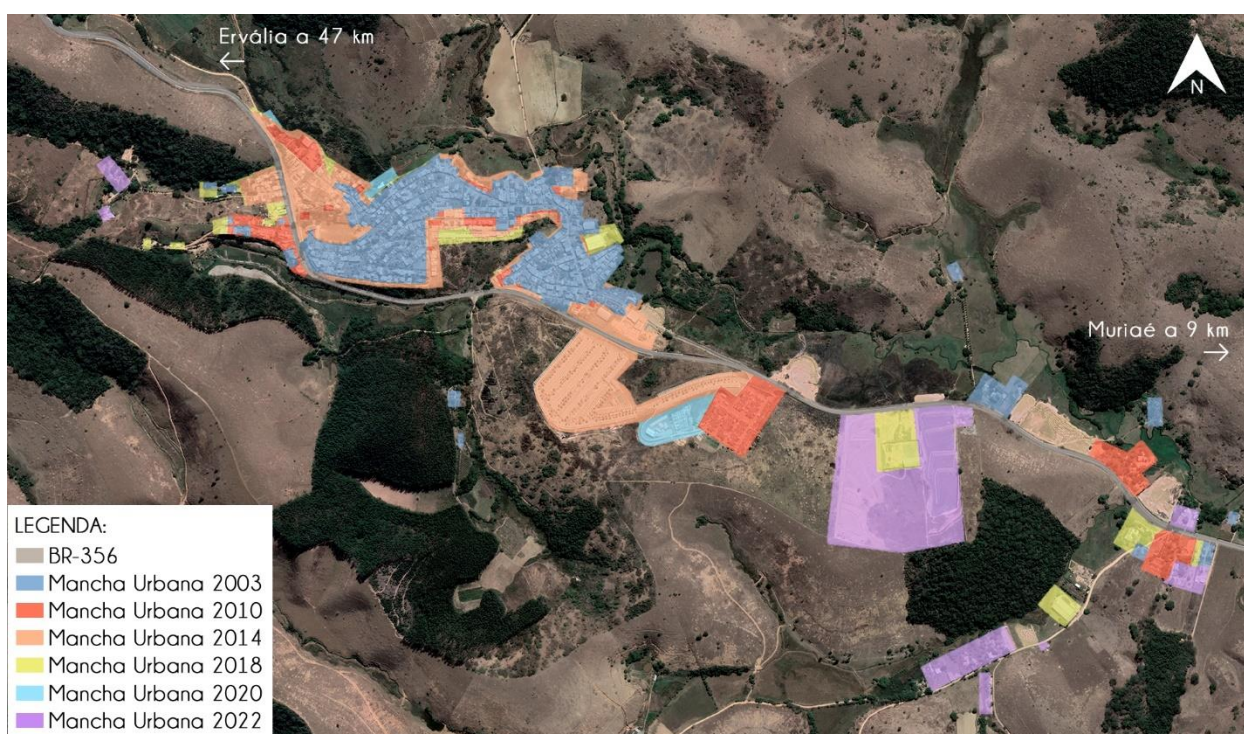 Ervália a 47 km
←
N
Muriaé a 9 km
→
LEGENDA:
BR-356
Mancha Urbana 2003
Mancha Urbana 2010
Mancha Urbana 2014
Mancha Urbana 2018
Mancha Urbana 2020
Mancha Urbana 2022